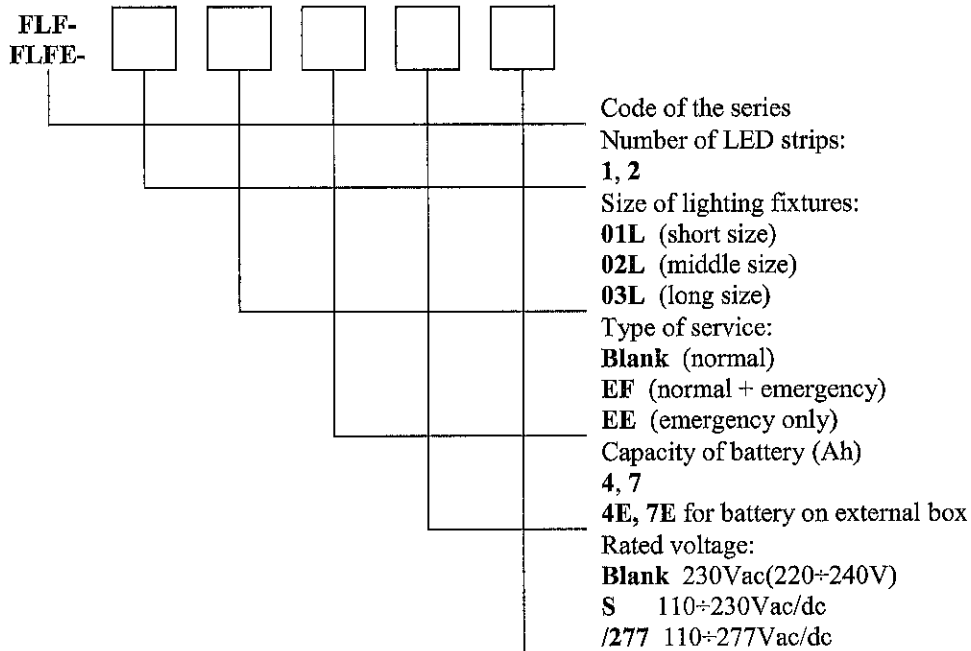 FLF-
FLFE-
Code of the series
Number of LED strips:
1, 2
Size of lighting fixtures:
01L (short size)
02L (middle size)
03L (long size)
Type of service:
Blank (normal)
EF (normal + emergency)
EE (emergency only)
Capacity of battery (Ah)
4, 7
4E, 7E for battery on external box
Rated voltage:
Blank 230Vac(220÷240V)
S 110÷230Vac/dc
/277 110÷277Vac/dc